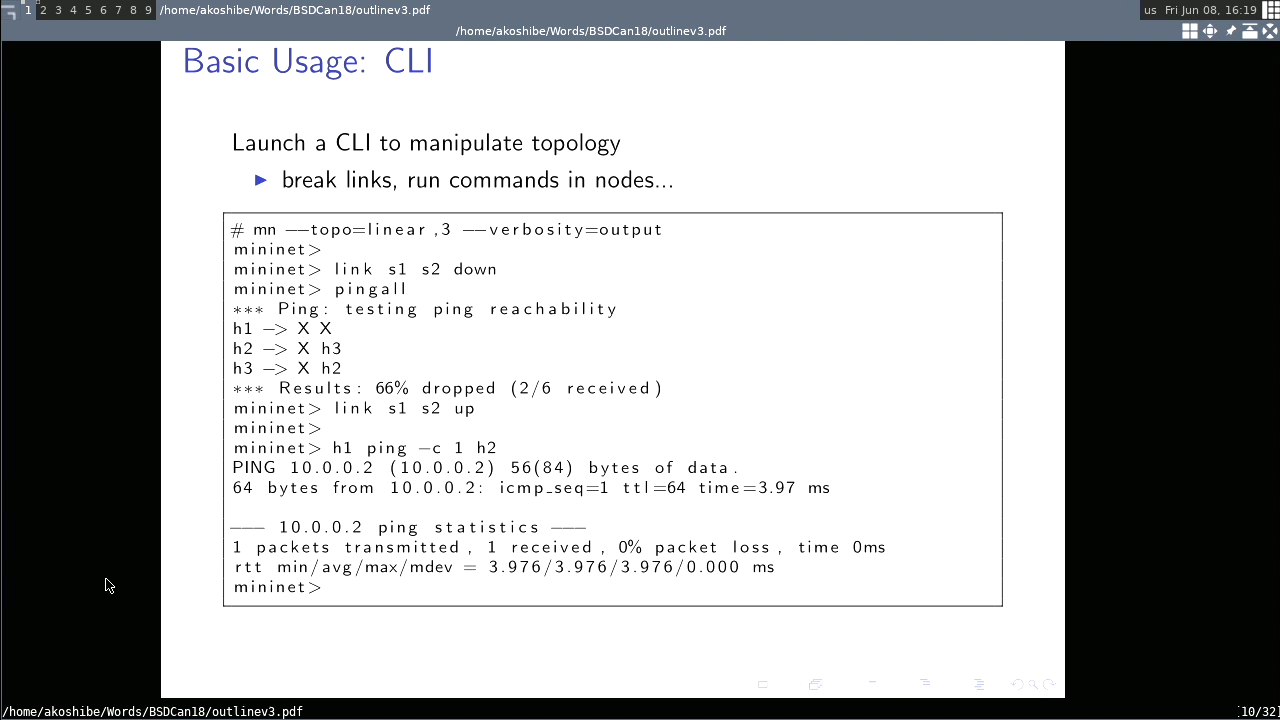 1 2 3 4 5 6 7 8 9 /home/akoshibe/Words/BSDCan18/outlinev3.pdf us Fri Jun 08, 16:19
/home/akoshibe/Words/BSDCan18/outlinev3.pdf
Basic Usage: CLI
Launch a CLI to manipulate topology
▶ break links, run commands in nodes...
# mn --topo=linear,3 --verbosity=output
mininet>
mininet> link s1 s2 down
mininet> pingall
*** Ping: testing ping reachability
h1 -> X X
h2 -> X h3
h3 -> X h2
*** Results: 66% dropped (2/6 received)
mininet> link s1 s2 up
mininet>
mininet> h1 ping -c 1 h2
PING 10.0.0.2 (10.0.0.2) 56(84) bytes of data.
64 bytes from 10.0.0.2: icmp_seq=1 ttl=64 time=3.97 ms
--- 10.0.0.2 ping statistics ---
1 packets transmitted, 1 received, 0% packet loss, time 0ms
rtt min/avg/max/mdev = 3.976/3.976/3.976/0.000 ms
mininet>
/home/akoshibe/Words/BSDCan18/outlinev3.pdf [10/32]